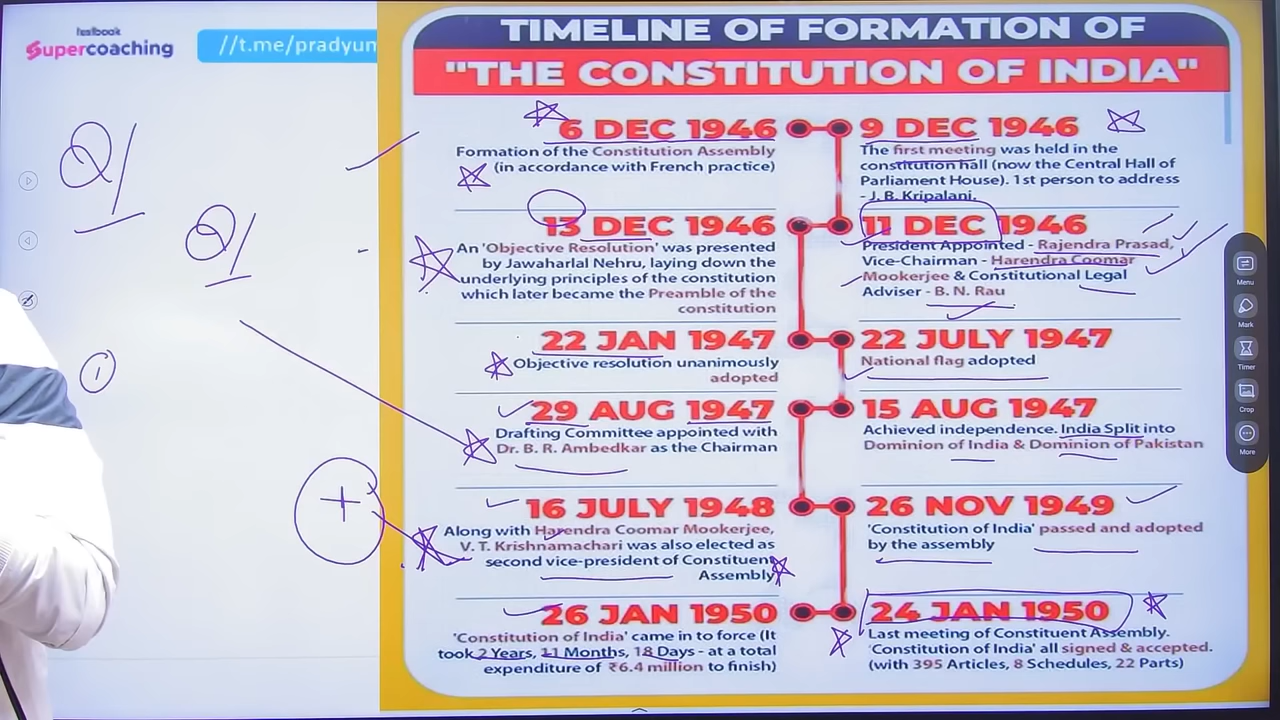 testbook
Supercoaching
//t.me/pradyum
Q/
Q/
1
TIMELINE OF FORMATION OF
"THE CONSTITUTION OF INDIA"
6 DEC 1946
Formation of the Constitution Assembly
(in accordance with French practice)
9 DEC 1946
The first meeting was held in the
constitution hall (now the Central Hall of
Parliament House). 1st person to address
- J. B. Kripalani.
13 DEC 1946
An 'Objective Resolution' was presented
by Jawaharlal Nehru, laying down the
underlying principles of the constitution
which later became the Preamble of the
constitution
11 DEC 1946
President Appointed - Rajendra Prasad,
Vice-Chairman - Harendra Coomar
Mookerjee & Constitutional Legal
Adviser - B. N. Rau
22 JAN 1947
Objective resolution unanimously
adopted
22 JULY 1947
National flag adopted
29 AUG 1947
Drafting Committee appointed with
Dr. B. R. Ambedkar as the Chairman
15 AUG 1947
Achieved independence. India Split into
Dominion of India & Dominion of Pakistan
16 JULY 1948
Along with Harendra Coomar Mookerjee,
V. T. Krishnamachari was also elected as
second vice-president of Constituent
Assembly
26 NOV 1949
'Constitution of India' passed and adopted
by the assembly
26 JAN 1950
'Constitution of India' came in to force (It
took 2 Years, 11 Months, 18 Days - at a total
expenditure of ₹6.4 million to finish)
24 JAN 1950
Last meeting of Constituent Assembly.
'Constitution of India' all signed & accepted.
(with 395 Articles, 8 Schedules, 22 Parts)
Menu
Mark
Timer
Crop
More